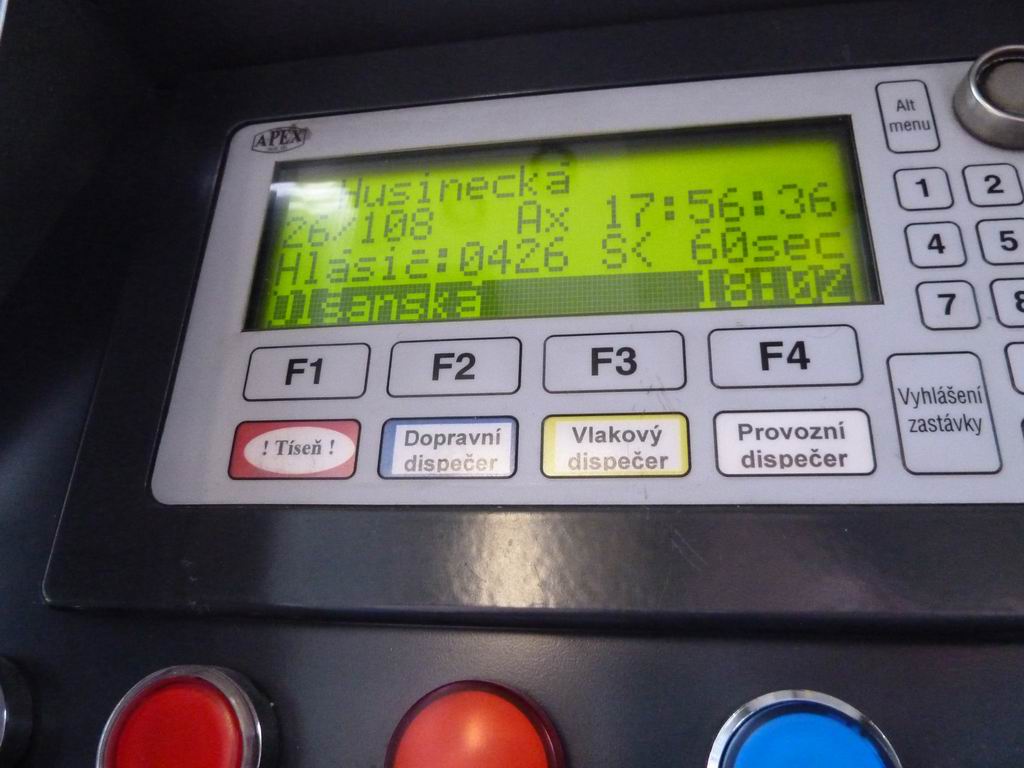 APEX
Husinecká
26/108 Ax 17:56:36
Hlásič:0426 S< 60sec
Olšanská 18:02
Alt
menu
1 2
4 5
7 8
F1 F2 F3 F4
! Tíseň !
Dopravní
dispečer
Vlakový
dispečer
Provozní
dispečer
Vyhlášení
zastávky